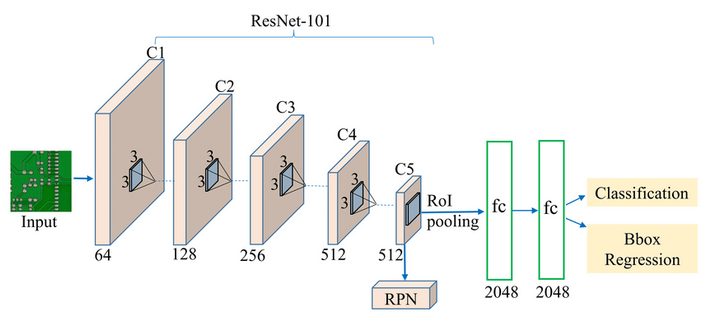 ResNet-101
C1
C2
C3
C4
C5
3
3
3
3
3
3
3
3
Input
64
128
256
512
512
RoI
pooling
RPN
fc
fc
2048
2048
Classification
Bbox
Regression